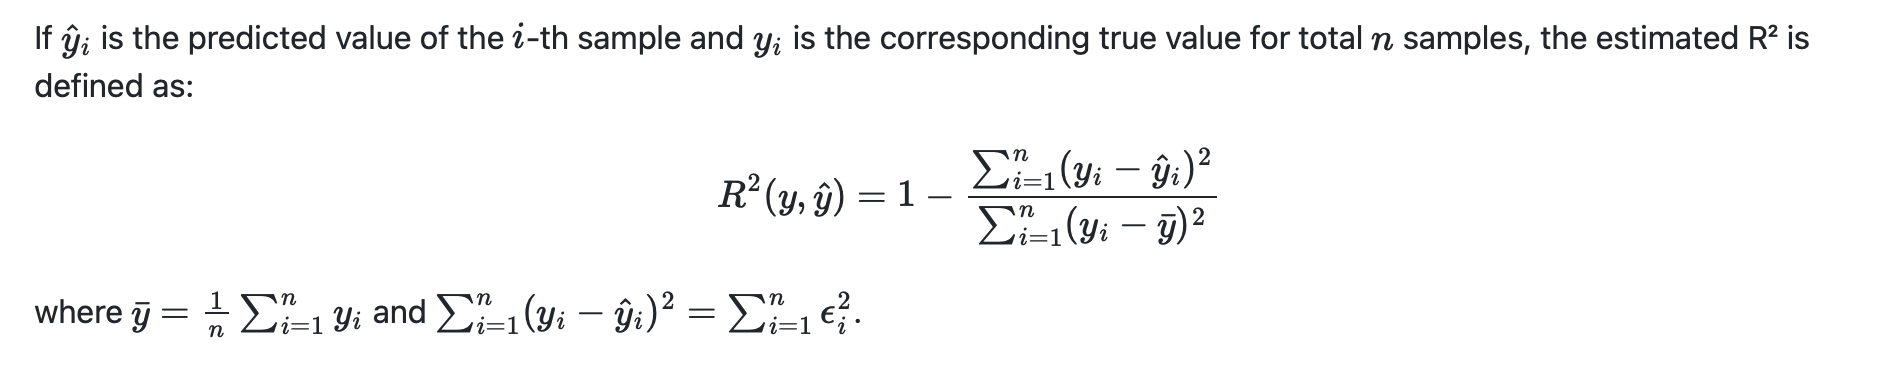 If ŷᵢ is the predicted value of the i-th sample and yᵢ is the corresponding true value for total n samples, the estimated R² is
defined as:
R²(y, ŷ) = 1 − \frac{∑ⁿᵢ₌₁(yᵢ − ŷᵢ)²}{∑ⁿᵢ₌₁(yᵢ − ȳ)²}
where ȳ = \frac{1}{n} ∑ⁿᵢ₌₁ yᵢ and ∑ⁿᵢ₌₁(yᵢ − ŷᵢ)² = ∑ⁿᵢ₌₁ ϵᵢ².